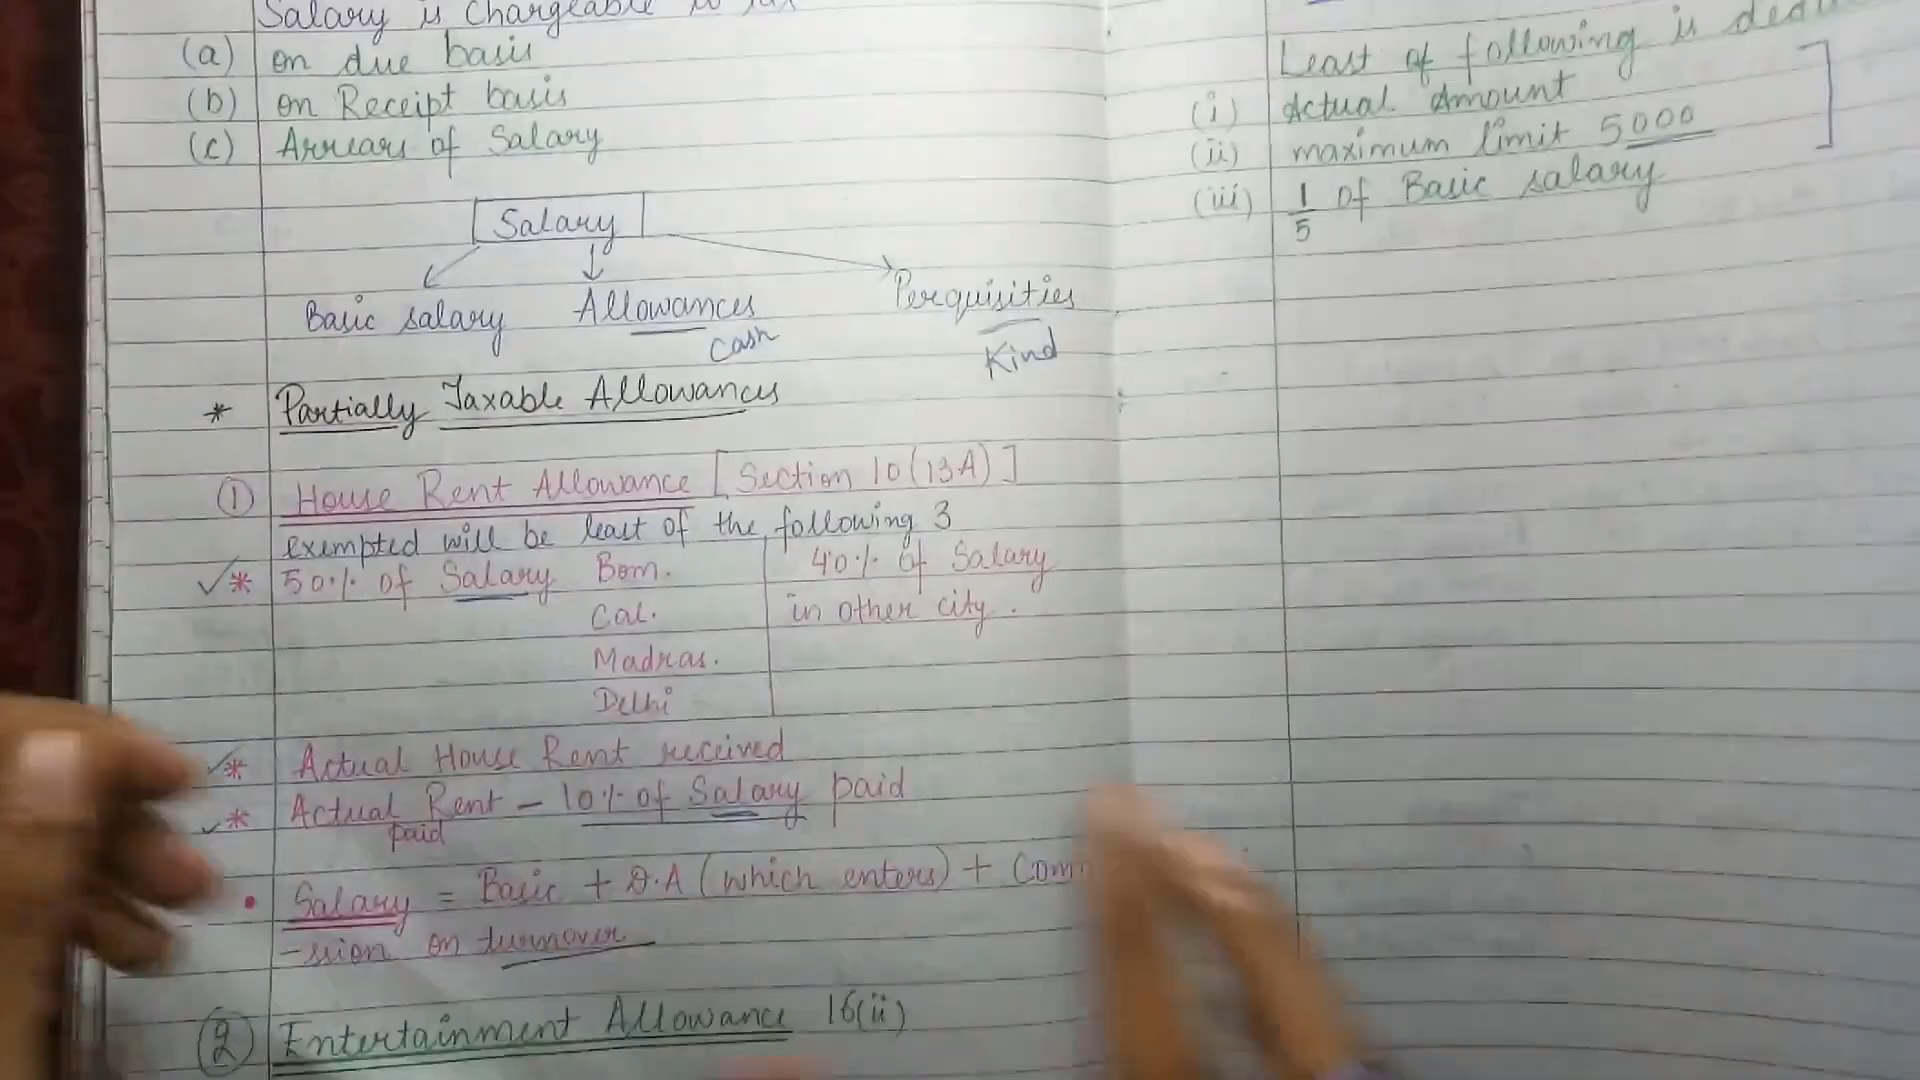 Salary is Chargeable to Tax
(a) on due basis
(b) on Receipt basis
(c) Arrears of Salary
Salary
Basic salary Allowances Perquisities
Cash Kind
* Partially Taxable Allowances
① House Rent Allowance [Section 10(13A)]
exempted will be least of the following 3
✓* 50% of Salary Bom. 40% of Salary
Cal. in other city.
Madras.
Delhi
✓* Actual House Rent received
✓* Actual Rent - 10% of Salary paid
paid
• Salary = Basic + D.A (which enters) + Comm
-ssion on turnover
② Entertainment Allowance 16(ii)
Least of following is
(i) Actual Amount
(ii) maximum limit 5000
(iii) 1/5 of Basic salary